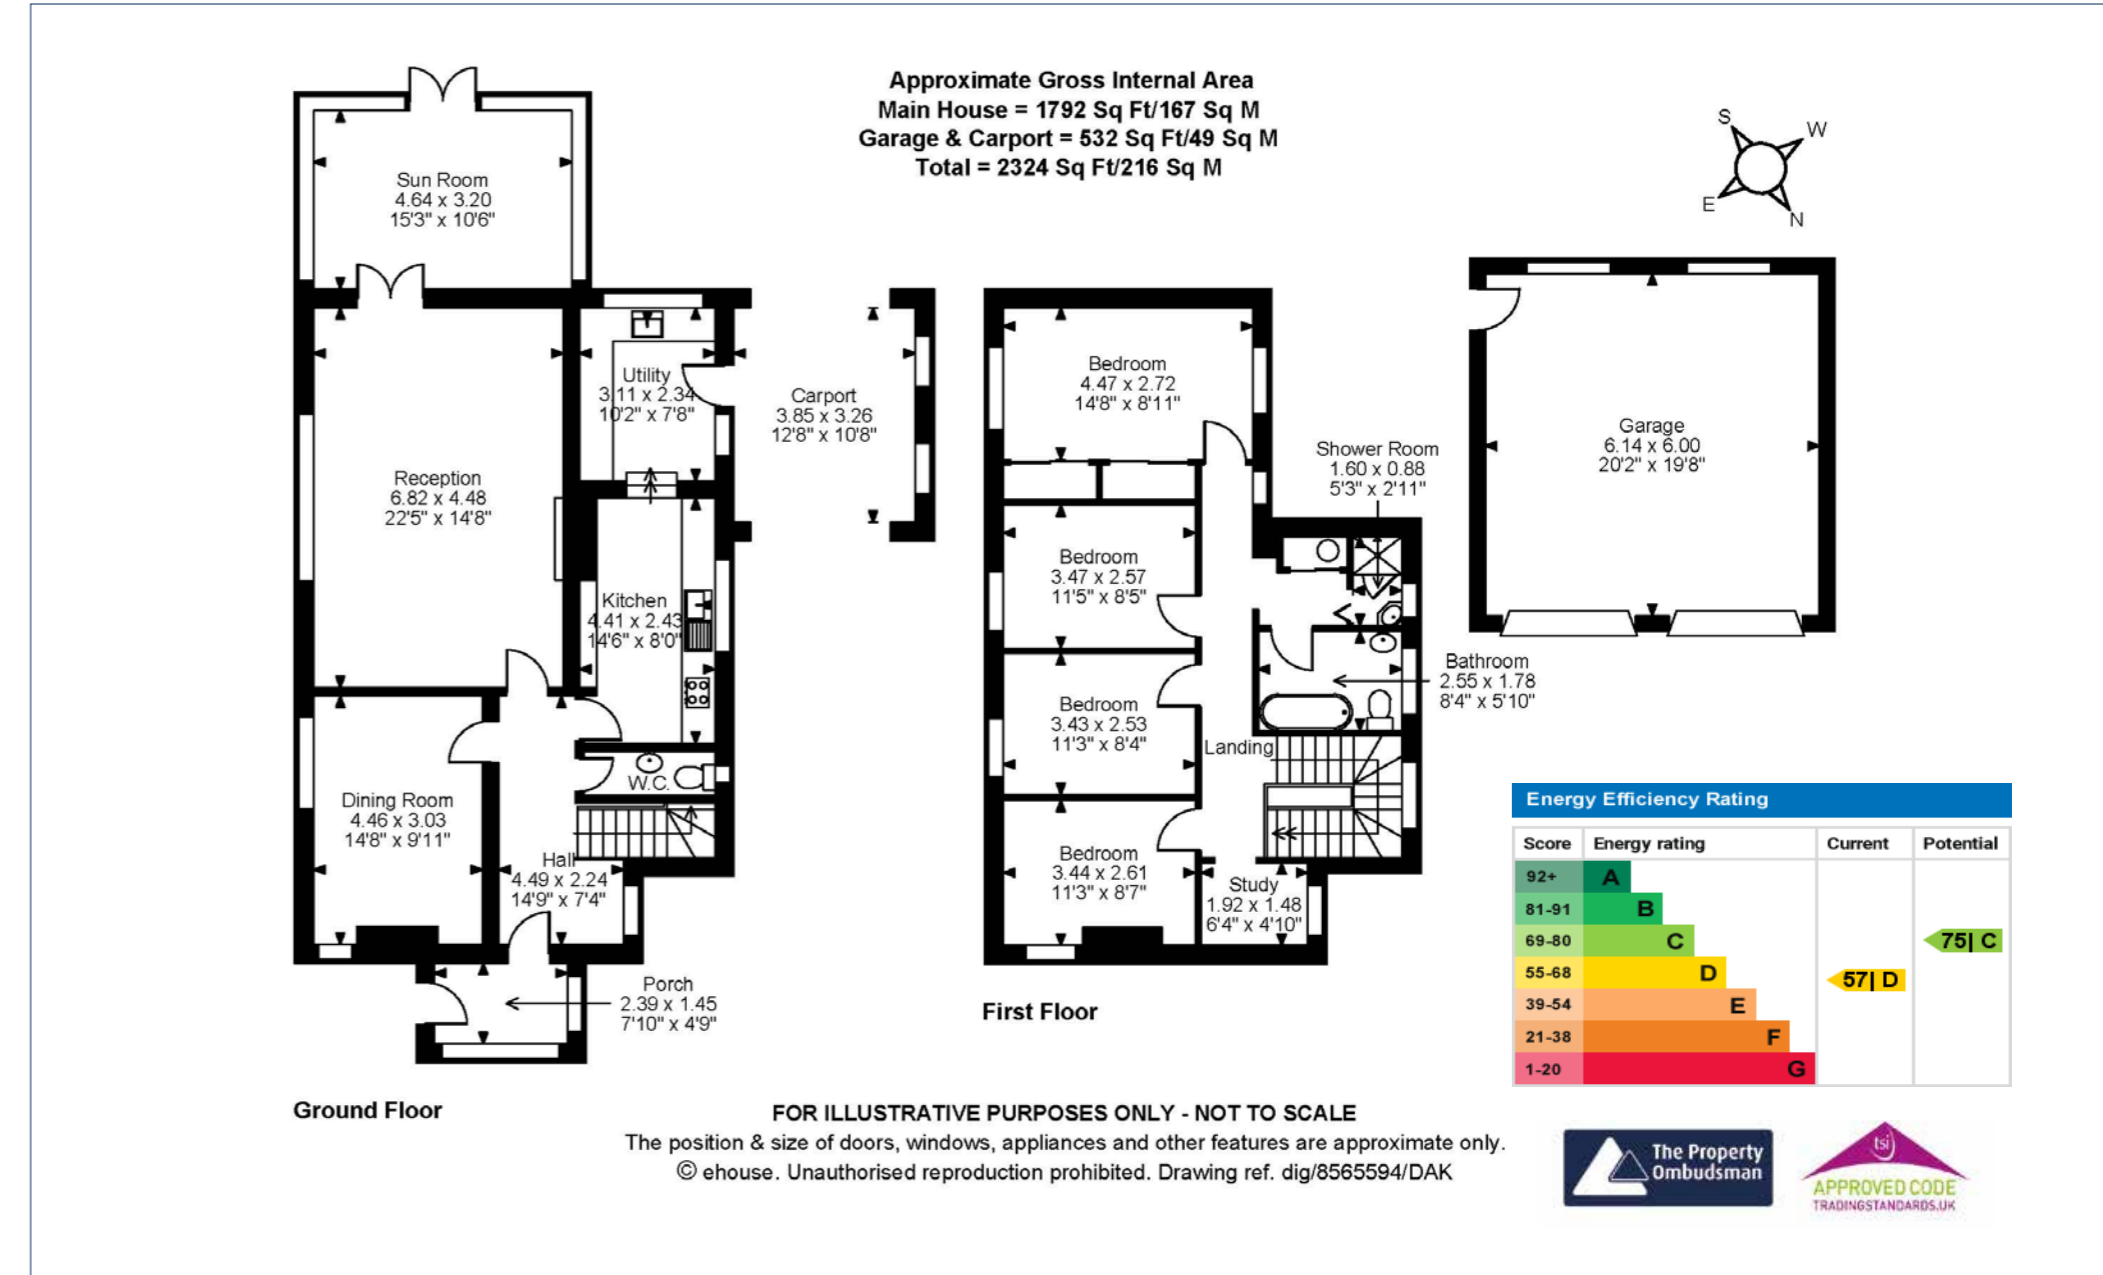 Approximate Gross Internal Area
Main House = 1792 Sq Ft/167 Sq M
Garage & Carport = 532 Sq Ft/49 Sq M
Total = 2324 Sq Ft/216 Sq M
S
W
E
N
Sun Room
4.64 x 3.20
15'3" x 10'6"
Utility
3.11 x 2.34
10'2" x 7'8"
Carport
3.85 x 3.26
12'8" x 10'8"
Reception
6.82 x 4.48
22'5" x 14'8"
Kitchen
4.41 x 2.43
14'6" x 8'0"
W.C.
Dining Room
4.46 x 3.03
14'8" x 9'11"
Hall
4.49 x 2.24
14'9" x 7'4"
Porch
2.39 x 1.45
7'10" x 4'9"
Ground Floor
Bedroom
4.47 x 2.72
14'8" x 8'11"
Shower Room
1.60 x 0.88
5'3" x 2'11"
Bedroom
3.47 x 2.57
11'5" x 8'5"
Bathroom
2.55 x 1.78
8'4" x 5'10"
Bedroom
3.43 x 2.53
11'3" x 8'4"
Landing
Bedroom
3.44 x 2.61
11'3" x 8'7"
Study
1.92 x 1.48
6'4" x 4'10"
First Floor
Garage
6.14 x 6.00
20'2" x 19'8"
Energy Efficiency Rating
Score Energy rating Current Potential
92+ A
81-91 B
69-80 C 75| C
55-68 D 57| D
39-54 E
21-38 F
1-20 G
FOR ILLUSTRATIVE PURPOSES ONLY - NOT TO SCALE
The position & size of doors, windows, appliances and other features are approximate only.
© ehouse. Unauthorised reproduction prohibited. Drawing ref. dig/8565594/DAK
The Property
Ombudsman
tsi
APPROVED CODE
TRADINGSTANDARDS.UK